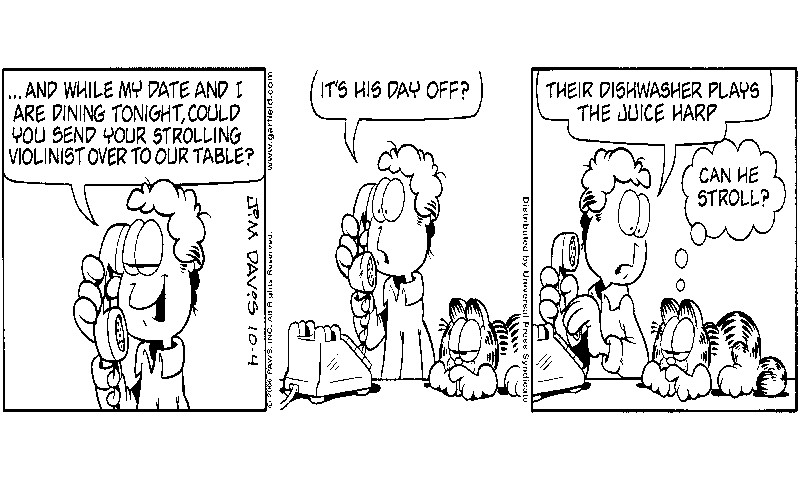 ...AND WHILE MY DATE AND I
ARE DINING TONIGHT, COULD
YOU SEND YOUR STROLLING
VIOLINIST OVER TO OUR TABLE?
JPM DAVIS 10-4
www.garfield.com
© 1996 PAWS, INC. All Rights Reserved.
IT'S HIS DAY OFF?
Distributed by Universal Press Syndicate
THEIR DISHWASHER PLAYS
THE JUICE HARP
CAN HE
STROLL?